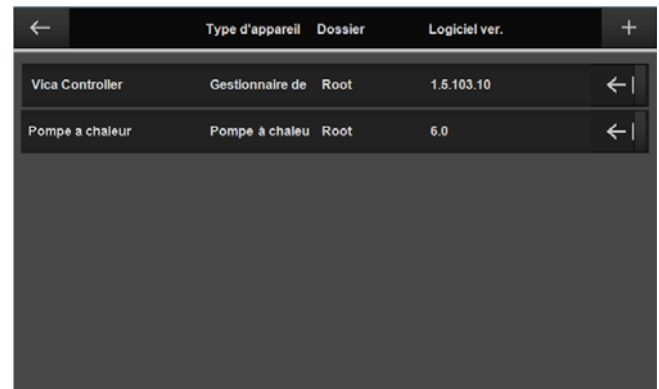 Type d'appareil Dossier Logiciel ver.
Vica Controller Gestionnaire de Root 1.5.103.10
Pompe a chaleur Pompe à chaleu Root 6.0